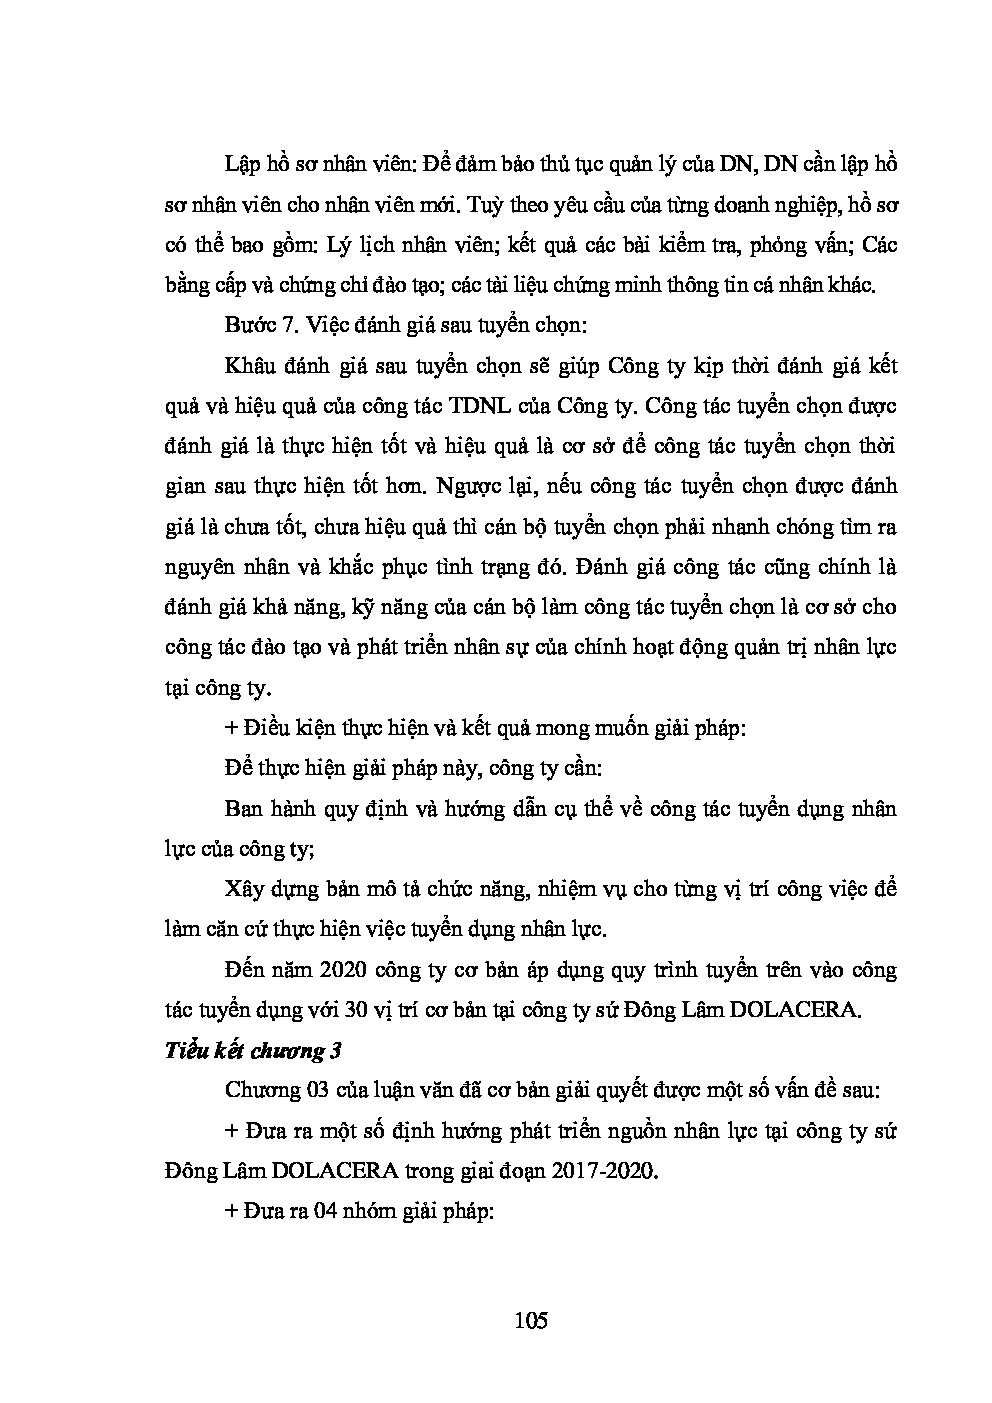 Lập hồ sơ nhân viên: Để đảm bảo thủ tục quản lý của DN, DN cần lập hồ
sơ nhân viên cho nhân viên mới. Tuỳ theo yêu cầu của từng doanh nghiệp, hồ sơ
có thể bao gồm: Lý lịch nhân viên; kết quả các bài kiểm tra, phỏng vấn; Các
bằng cấp và chứng chỉ đào tạo; các tài liệu chứng minh thông tin cá nhân khác.
Bước 7. Việc đánh giá sau tuyển chọn:
Khâu đánh giá sau tuyển chọn sẽ giúp Công ty kịp thời đánh giá kết
quả và hiệu quả của công tác TDNL của Công ty. Công tác tuyển chọn được
đánh giá là thực hiện tốt và hiệu quả là cơ sở để công tác tuyển chọn thời
gian sau thực hiện tốt hơn. Ngược lại, nếu công tác tuyển chọn được đánh
giá là chưa tốt, chưa hiệu quả thì cán bộ tuyển chọn phải nhanh chóng tìm ra
nguyên nhân và khắc phục tình trạng đó. Đánh giá công tác cũng chính là
đánh giá khả năng, kỹ năng của cán bộ làm công tác tuyển chọn là cơ sở cho
công tác đào tạo và phát triển nhân sự của chính hoạt động quản trị nhân lực
tại công ty.
+ Điều kiện thực hiện và kết quả mong muốn giải pháp:
Để thực hiện giải pháp này, công ty cần:
Ban hành quy định và hướng dẫn cụ thể về công tác tuyển dụng nhân
lực của công ty;
Xây dựng bản mô tả chức năng, nhiệm vụ cho từng vị trí công việc để
làm căn cứ thực hiện việc tuyển dụng nhân lực.
Đến năm 2020 công ty cơ bản áp dụng quy trình tuyển trên vào công
tác tuyển dụng với 30 vị trí cơ bản tại công ty sứ Đông Lâm DOLACERA.
Tiểu kết chương 3
Chương 03 của luận văn đã cơ bản giải quyết được một số vấn đề sau:
+ Đưa ra một số định hướng phát triển nguồn nhân lực tại công ty sứ
Đông Lâm DOLACERA trong giai đoạn 2017-2020.
+ Đưa ra 04 nhóm giải pháp:
105